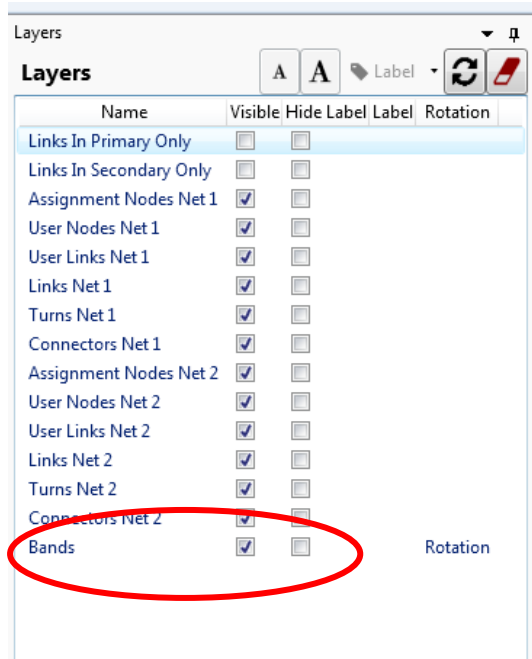 Layers
Layers A A Label
Name Visible Hide Label Label Rotation
Links In Primary Only
Links In Secondary Only
Assignment Nodes Net 1
User Nodes Net 1
User Links Net 1
Links Net 1
Turns Net 1
Connectors Net 1
Assignment Nodes Net 2
User Nodes Net 2
User Links Net 2
Links Net 2
Turns Net 2
Connectors Net 2
Bands Rotation